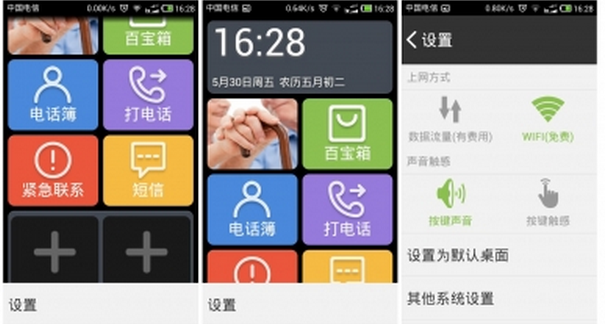 中国电信 0.00K/s 16:28
百宝箱
电话簿 打电话
紧急联系 短信
设置
中国电信 0.64K/s 16:28
16:28
5月30日周五 农历五月初二
百宝箱
电话簿 打电话
设置
中国电信 0.80K/s 16:28
设置
上网方式
数据流量(有费用) WIFI(免费)
声音触感
按键声音 按键触感
设置为默认桌面
其他系统设置